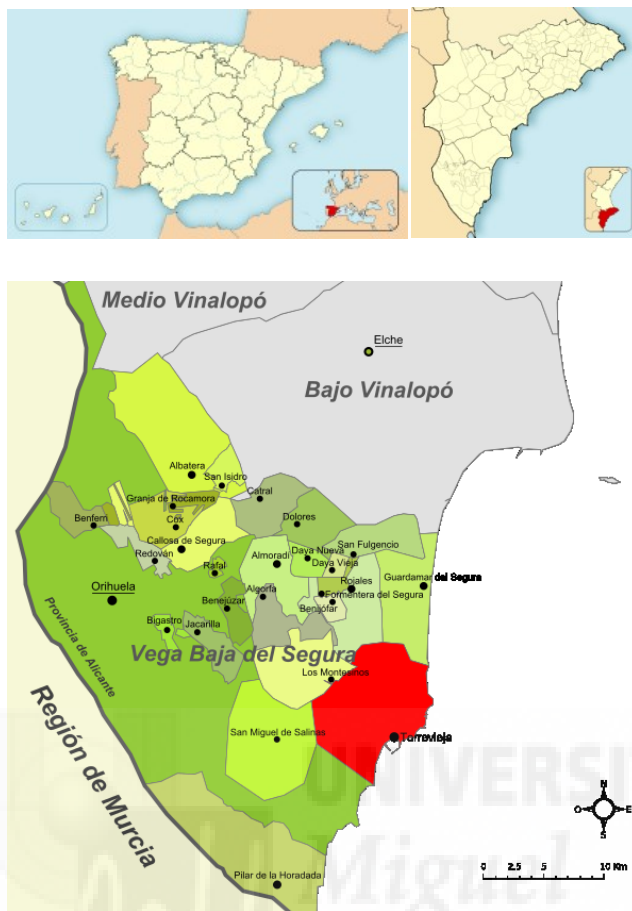 Medio Vinalopó
Elche
Bajo Vinalopó
Albatera
San Isidro
Catral
Granja de Rocamora
Benferri
Cox
Dolores
Callosa de Segura
Redován
Almoradí
Daya Nueva
San Fulgencio
Daya Vieja
Rafal
Guardamar del Segura
Orihuela
Rojales
Algorfa
Formentera del Segura
Benejúzar
Benijófar
Bigastro
Jacarilla
Provincia de Alicante
Vega Baja del Segura
Los Montesinos
Región de Murcia
San Miguel de Salinas
Torrevieja
UNIVERSI
Miguel
N
O
E
S
0 2.5 5 10 Km
Pilar de la Horadada